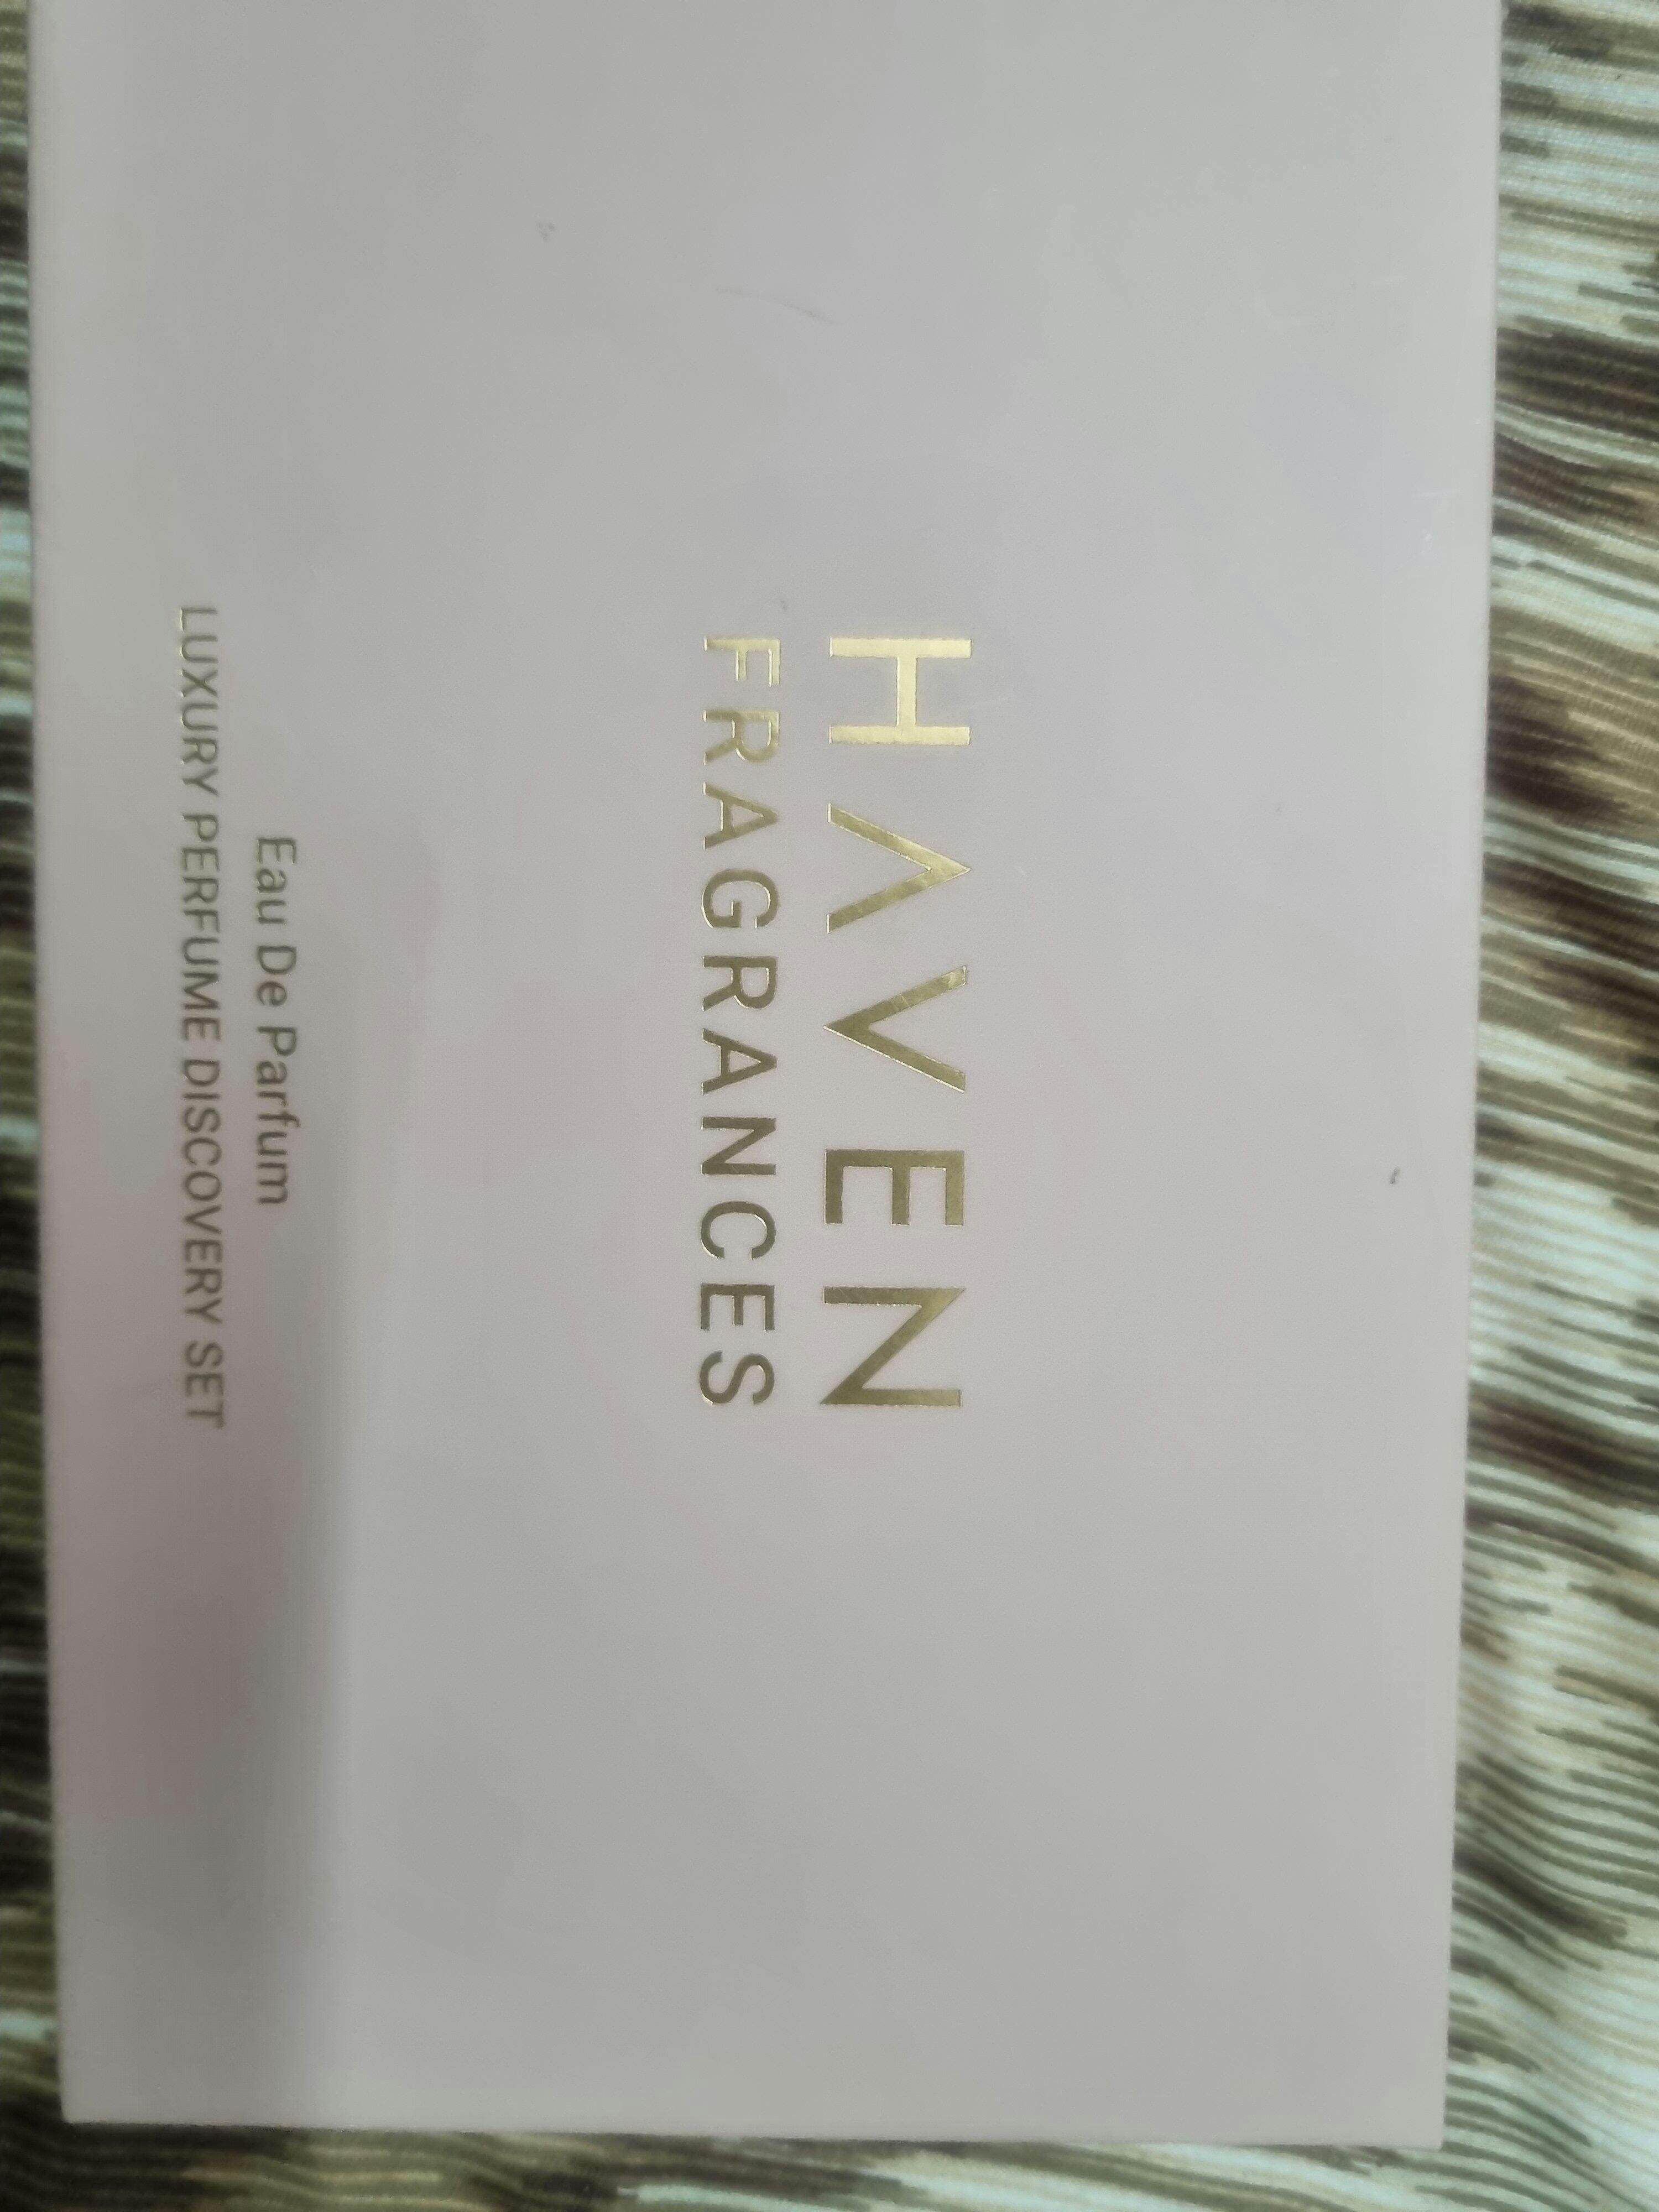 HAVEN
FRAGRANCES
Eau De Parfum
LUXURY PERFUME DISCOVERY SET